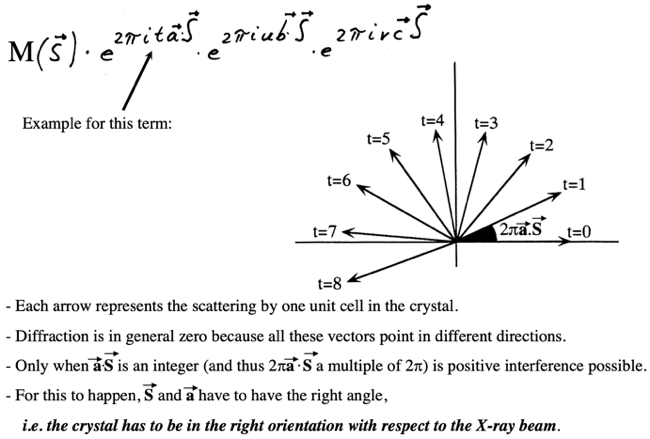 M(S⃗) · e^2πita⃗·S⃗ · e^2πiub⃗·S⃗ · e^2πivc⃗·S⃗
Example for this term:
t=4 t=3
t=5 t=2
t=6 t=1
t=7 2πa⃗.S⃗ t=0
t=8
- Each arrow represents the scattering by one unit cell in the crystal.
- Diffraction is in general zero because all these vectors point in different directions.
- Only when a⃗·S⃗ is an integer (and thus 2πa⃗·S⃗ a multiple of 2π) is positive interference possible.
- For this to happen, S⃗ and a⃗ have to have the right angle,
i.e. the crystal has to be in the right orientation with respect to the X-ray beam.